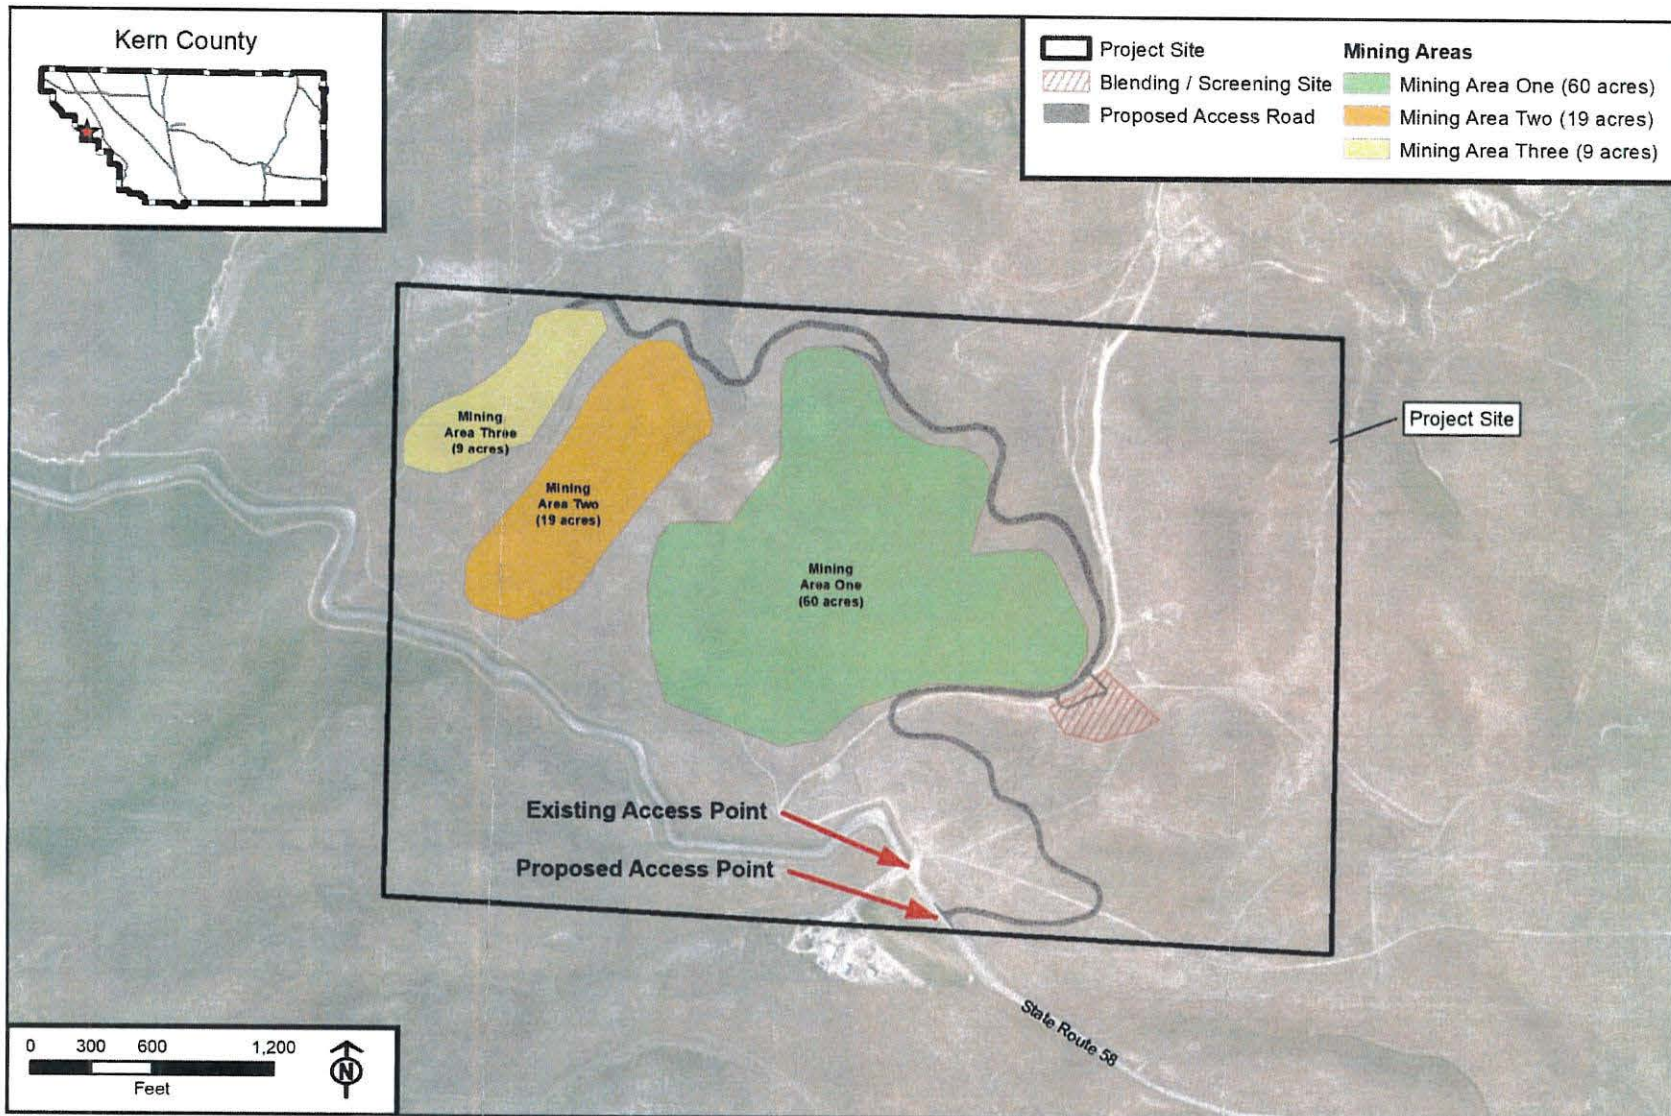 Kern County
Project Site
Blending / Screening Site
Proposed Access Road
Mining Areas
Mining Area One (60 acres)
Mining Area Two (19 acres)
Mining Area Three (9 acres)
Project Site
Mining
Area Three
(9 acres)
Mining
Area Two
(19 acres)
Mining
Area One
(60 acres)
Existing Access Point
Proposed Access Point
State Route 58
0 300 600 1,200
Feet
N